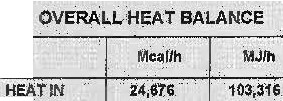 OVERALL HEAT BALANCE
Mcal/h MJ/h
HEAT IN 24,676 103,316